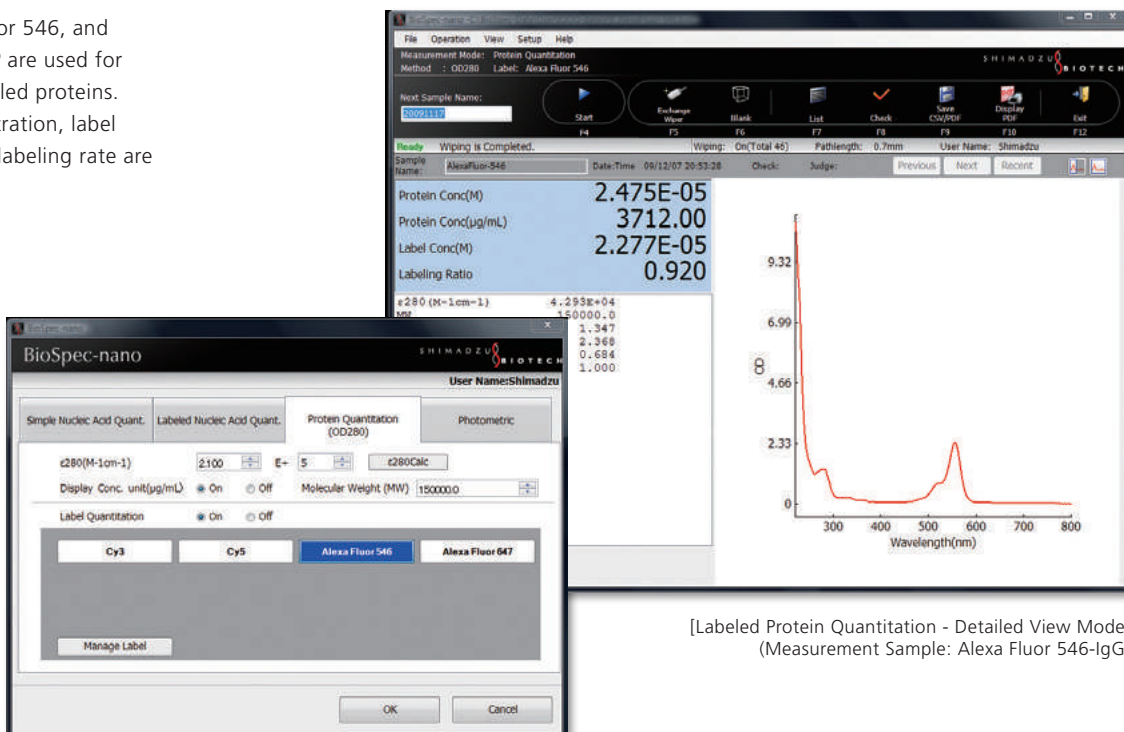 or 546, and
are used for
led proteins.
tration, label
labeling rate are
File Operation View Setup Help
Measurement Mode: Protein Quantitation
Method : OD280 Label: Alexa Fluor 546
SHIMADZU BIOTECH
Next Sample Name:
20091117
Start
F4
Exchange Wiper
F5
Blank
F6
List
F7
Check
F8
Save CSV/PDF
F9
Display PDF
F10
Exit
F12
Ready Wiping is Completed. Wiping: On(Total 46) Pathlength: 0.7mm User Name: Shimadzu
Sample Name: AlexaFluor-546 Date:Time 09/12/07 20:53:28 Check: Judge: Previous Next Recent
Protein Conc(M) 2.475E-05
Protein Conc(µg/mL) 3712.00
Label Conc(M) 2.277E-05
Labeling Ratio 0.920
ε280(M-1cm-1) 4.293E+04
MW 150000.0
1.347
2.368
0.684
1.000
9.32
6.99
4.66
2.33
0
OD
300 400 500 600 700 800
Wavelength(nm)
BioSpec-nano
SHIMADZU BIOTECH
User Name:Shimadzu
Simple Nucleic Acid Quant.
Labeled Nucleic Acid Quant.
Protein Quantitation
(OD280)
Photometric
ε280(M-1cm-1) 2.100 E+ 5 ε280Calc
Display Conc. unit(µg/mL) On Off Molecular Weight (MW) 150000.0
Label Quantitation On Off
Cy3 Cy5 Alexa Fluor 546 Alexa Fluor 647
Manage Label
OK Cancel
[Labeled Protein Quantitation - Detailed View Mode
(Measurement Sample: Alexa Fluor 546-IgG